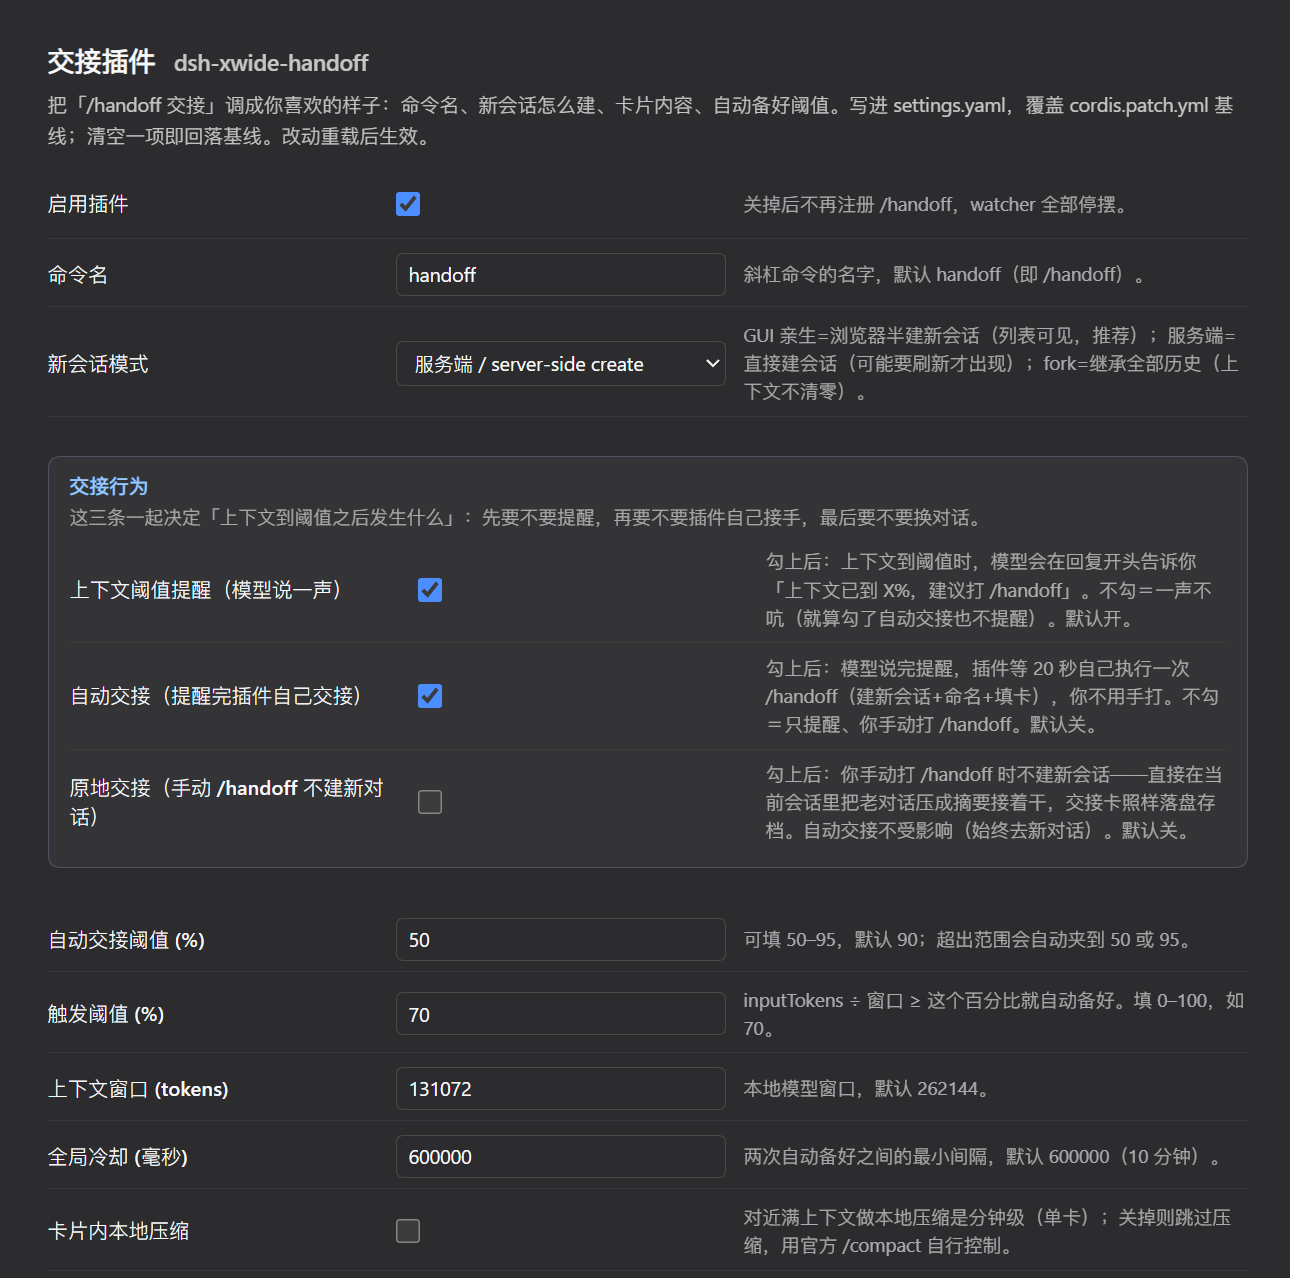 交接插件 dsh-xwide-handoff
把「/handoff 交接」调成你喜欢的样子：命令名、新会话怎么建、卡片内容、自动备好阈值。写进 settings.yaml，覆盖 cordis.patch.yml 基
线；清空一项即回落基线。改动重载后生效。
启用插件
关掉后不再注册 /handoff，watcher 全部停摆。
命令名
handoff
斜杠命令的名字，默认 handoff（即 /handoff）。
新会话模式
服务端 / server-side create
GUI 亲生=浏览器半建新会话（列表可见，推荐）；服务端=
直接建会话（可能要刷新才出现）；fork=继承全部历史（上
下文不清零）。
交接行为
这三条一起决定「上下文到阈值之后发生什么」：先要不要提醒，再要不要插件自己接手，最后要不要换对话。
上下文阈值提醒（模型说一声）
勾上后：上下文到阈值时，模型会在回复开头告诉你
「上下文已到 X%，建议打 /handoff」。不勾＝一声不
吭（就算勾了自动交接也不提醒）。默认开。
自动交接（提醒完插件自己交接）
勾上后：模型说完提醒，插件等 20 秒自己执行一次
/handoff（建新会话+命名+填卡），你不用手打。不勾
＝只提醒、你手动打 /handoff。默认关。
原地交接（手动 /handoff 不建新对
话）
勾上后：你手动打 /handoff 时不建新会话——直接在当
前会话里把老对话压成摘要接着干，交接卡照样落盘存
档。自动交接不受影响（始终去新对话）。默认关。
自动交接阈值 (%)
50
可填 50–95，默认 90；超出范围会自动夹到 50 或 95。
触发阈值 (%)
70
inputTokens ÷ 窗口 ≥ 这个百分比就自动备好。填 0–100，如
70。
上下文窗口 (tokens)
131072
本地模型窗口，默认 262144。
全局冷却 (毫秒)
600000
两次自动备好之间的最小间隔，默认 600000（10 分钟）。
卡片内本地压缩
对近满上下文做本地压缩是分钟级（单卡）；关掉则跳过压
缩，用官方 /compact 自行控制。